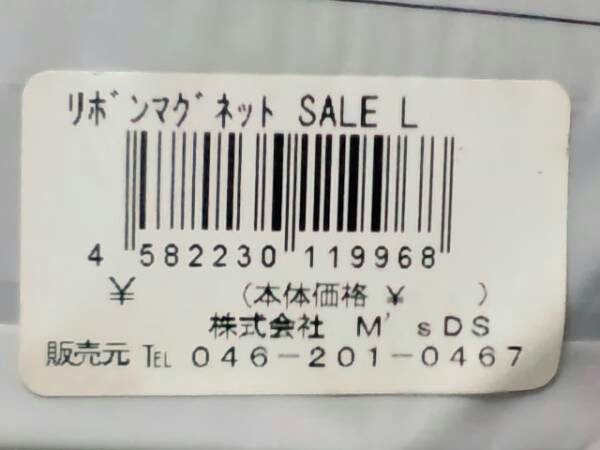 ﾘﾎﾞﾝﾏｸﾞﾈｯﾄ SALE L
4 582230 119968
¥ (本体価格 ¥ )
株式会社 M'sDS
販売元 TEL 046-201-0467